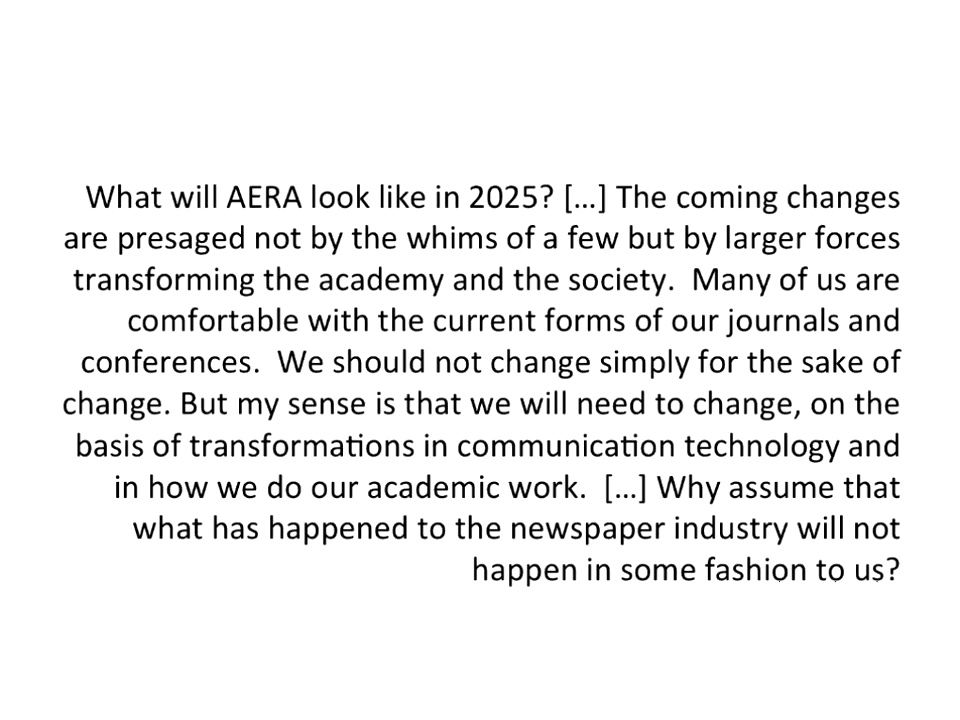 What will AERA look like in 2025? […] The coming changes
are presaged not by the whims of a few but by larger forces
transforming the academy and the society.  Many of us are
comfortable with the current forms of our journals and
conferences.  We should not change simply for the sake of
change. But my sense is that we will need to change, on the
basis of transformations in communication technology and
in how we do our academic work.  […] Why assume that
what has happened to the newspaper industry will not
happen in some fashion to us?